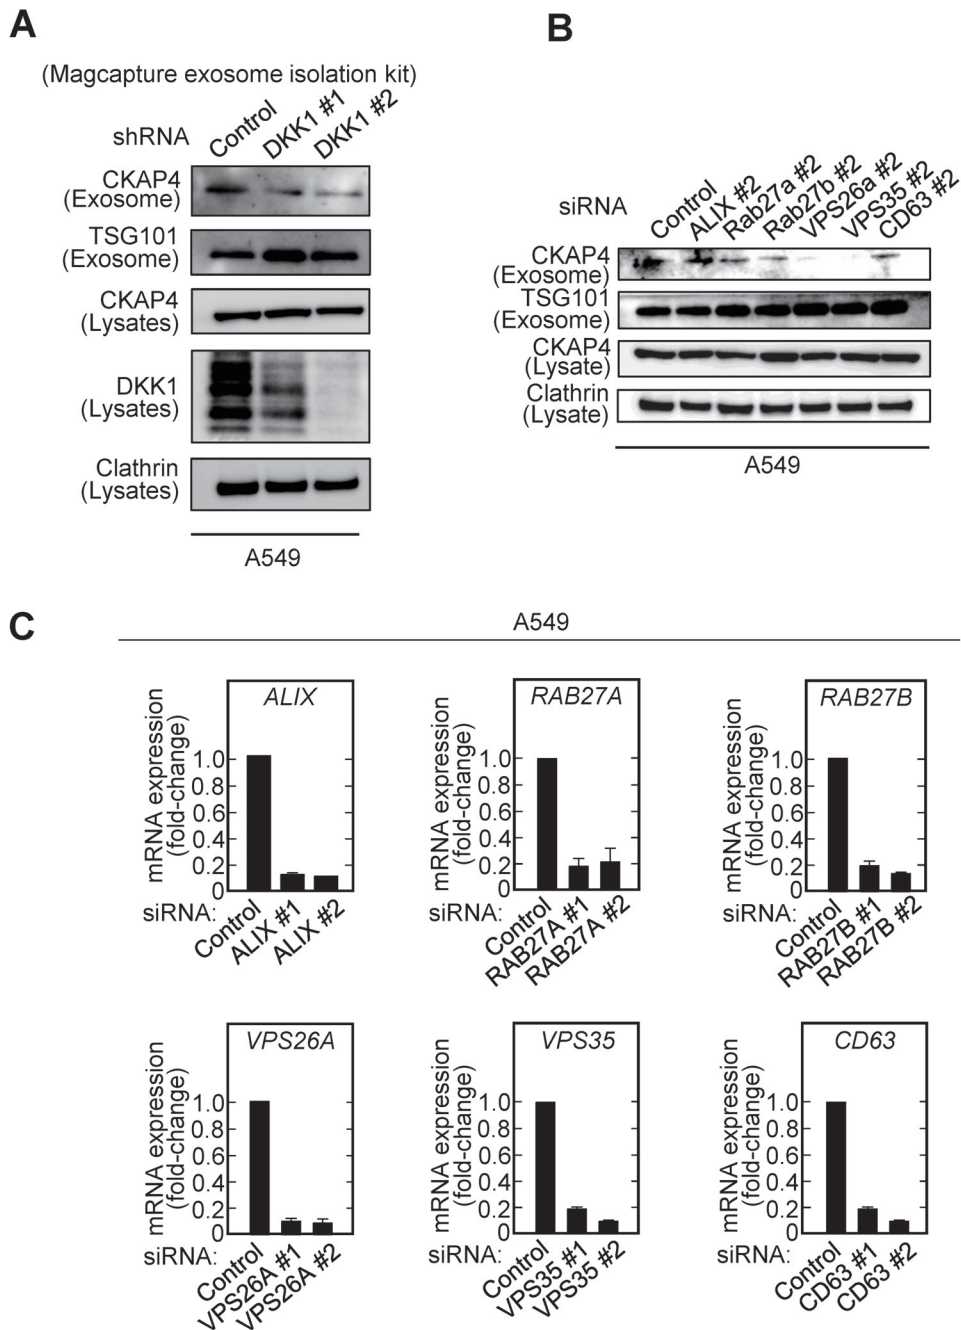 A
(Magcapture exosome isolation kit)
shRNA
Control
DKK1 #1
DKK1 #2
CKAP4
(Exosome)
TSG101
(Exosome)
CKAP4
(Lysates)
DKK1
(Lysates)
Clathrin
(Lysates)
A549
B
siRNA
Control
ALIX #2
Rab27a #2
Rab27b #2
VPS26a #2
VPS35 #2
CD63 #2
CKAP4
(Exosome)
TSG101
(Exosome)
CKAP4
(Lysate)
Clathrin
(Lysate)
A549
C
A549
ALIX
mRNA expression
(fold-change)
1.0
0.8
0.6
0.4
0.2
0
siRNA:
Control
ALIX #1
ALIX #2
RAB27A
mRNA expression
(fold-change)
1.0
0.8
0.6
0.4
0.2
0
siRNA:
Control
RAB27A #1
RAB27A #2
RAB27B
mRNA expression
(fold-change)
1.0
0.8
0.6
0.4
0.2
0
siRNA:
Control
RAB27B #1
RAB27B #2
VPS26A
mRNA expression
(fold-change)
1.0
0.8
0.6
0.4
0.2
0
siRNA:
Control
VPS26A #1
VPS26A #2
VPS35
mRNA expression
(fold-change)
1.0
0.8
0.6
0.4
0.2
0
siRNA:
Control
VPS35 #1
VPS35 #2
CD63
mRNA expression
(fold-change)
1.0
0.8
0.6
0.4
0.2
0
siRNA:
Control
CD63 #1
CD63 #2